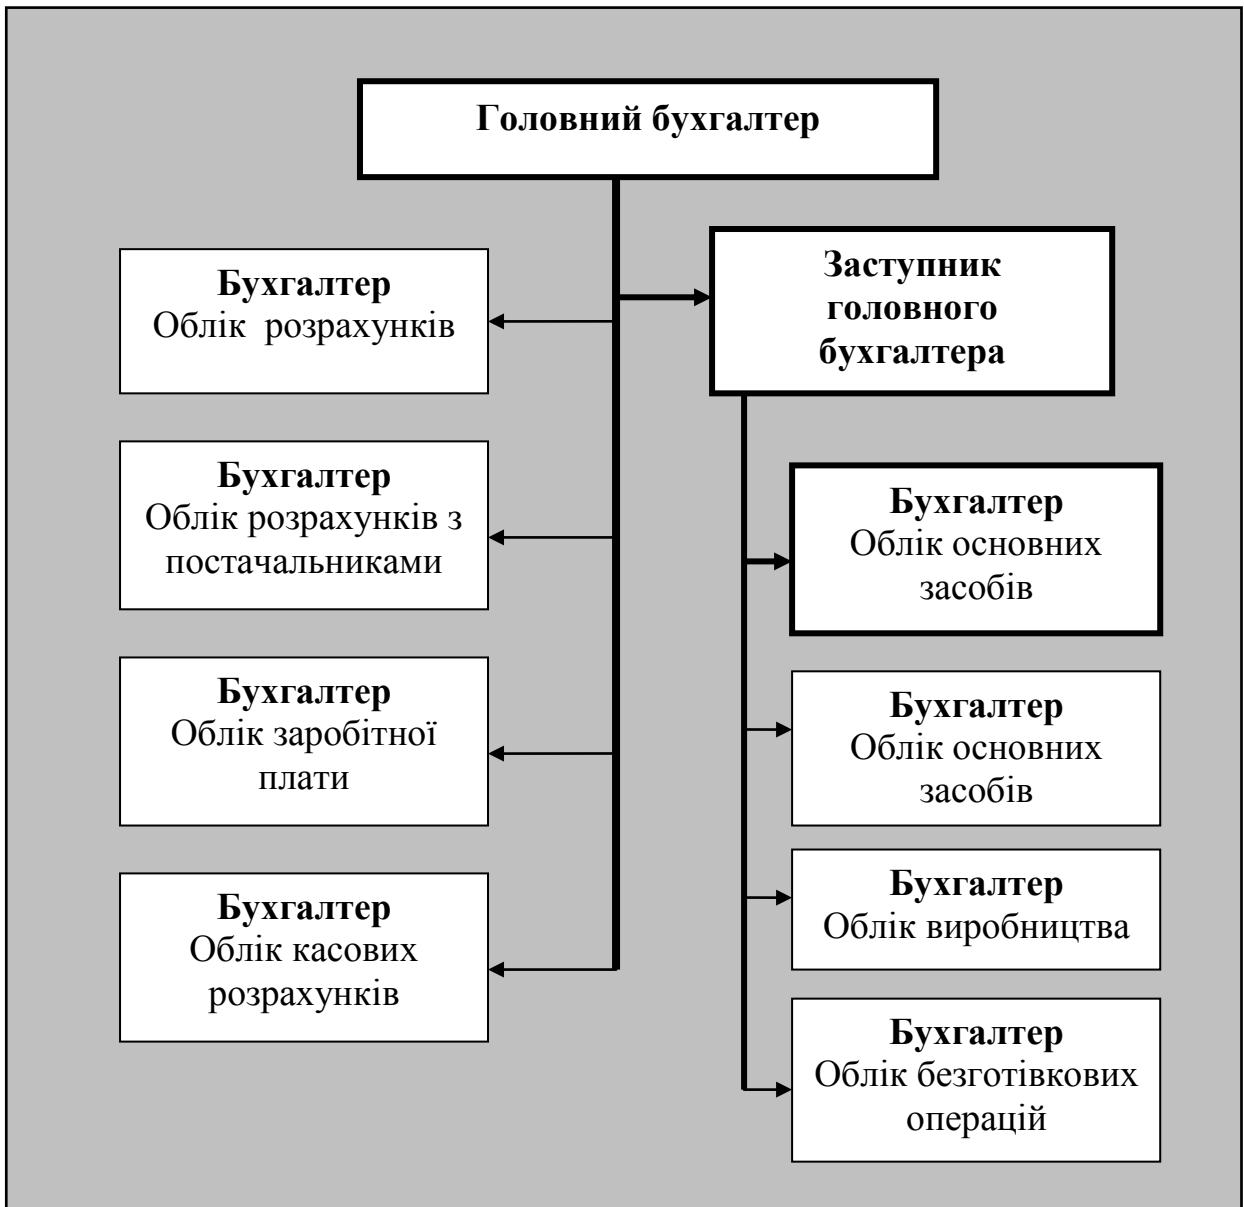 Головний бухгалтер
Бухгалтер
Облік розрахунків
Бухгалтер
Облік розрахунків з
постачальниками
Бухгалтер
Облік заробітної
плати
Бухгалтер
Облік касових
розрахунків
Заступник
головного
бухгалтера
Бухгалтер
Облік основних
засобів
Бухгалтер
Облік основних
засобів
Бухгалтер
Облік виробництва
Бухгалтер
Облік безготівкових
операцій